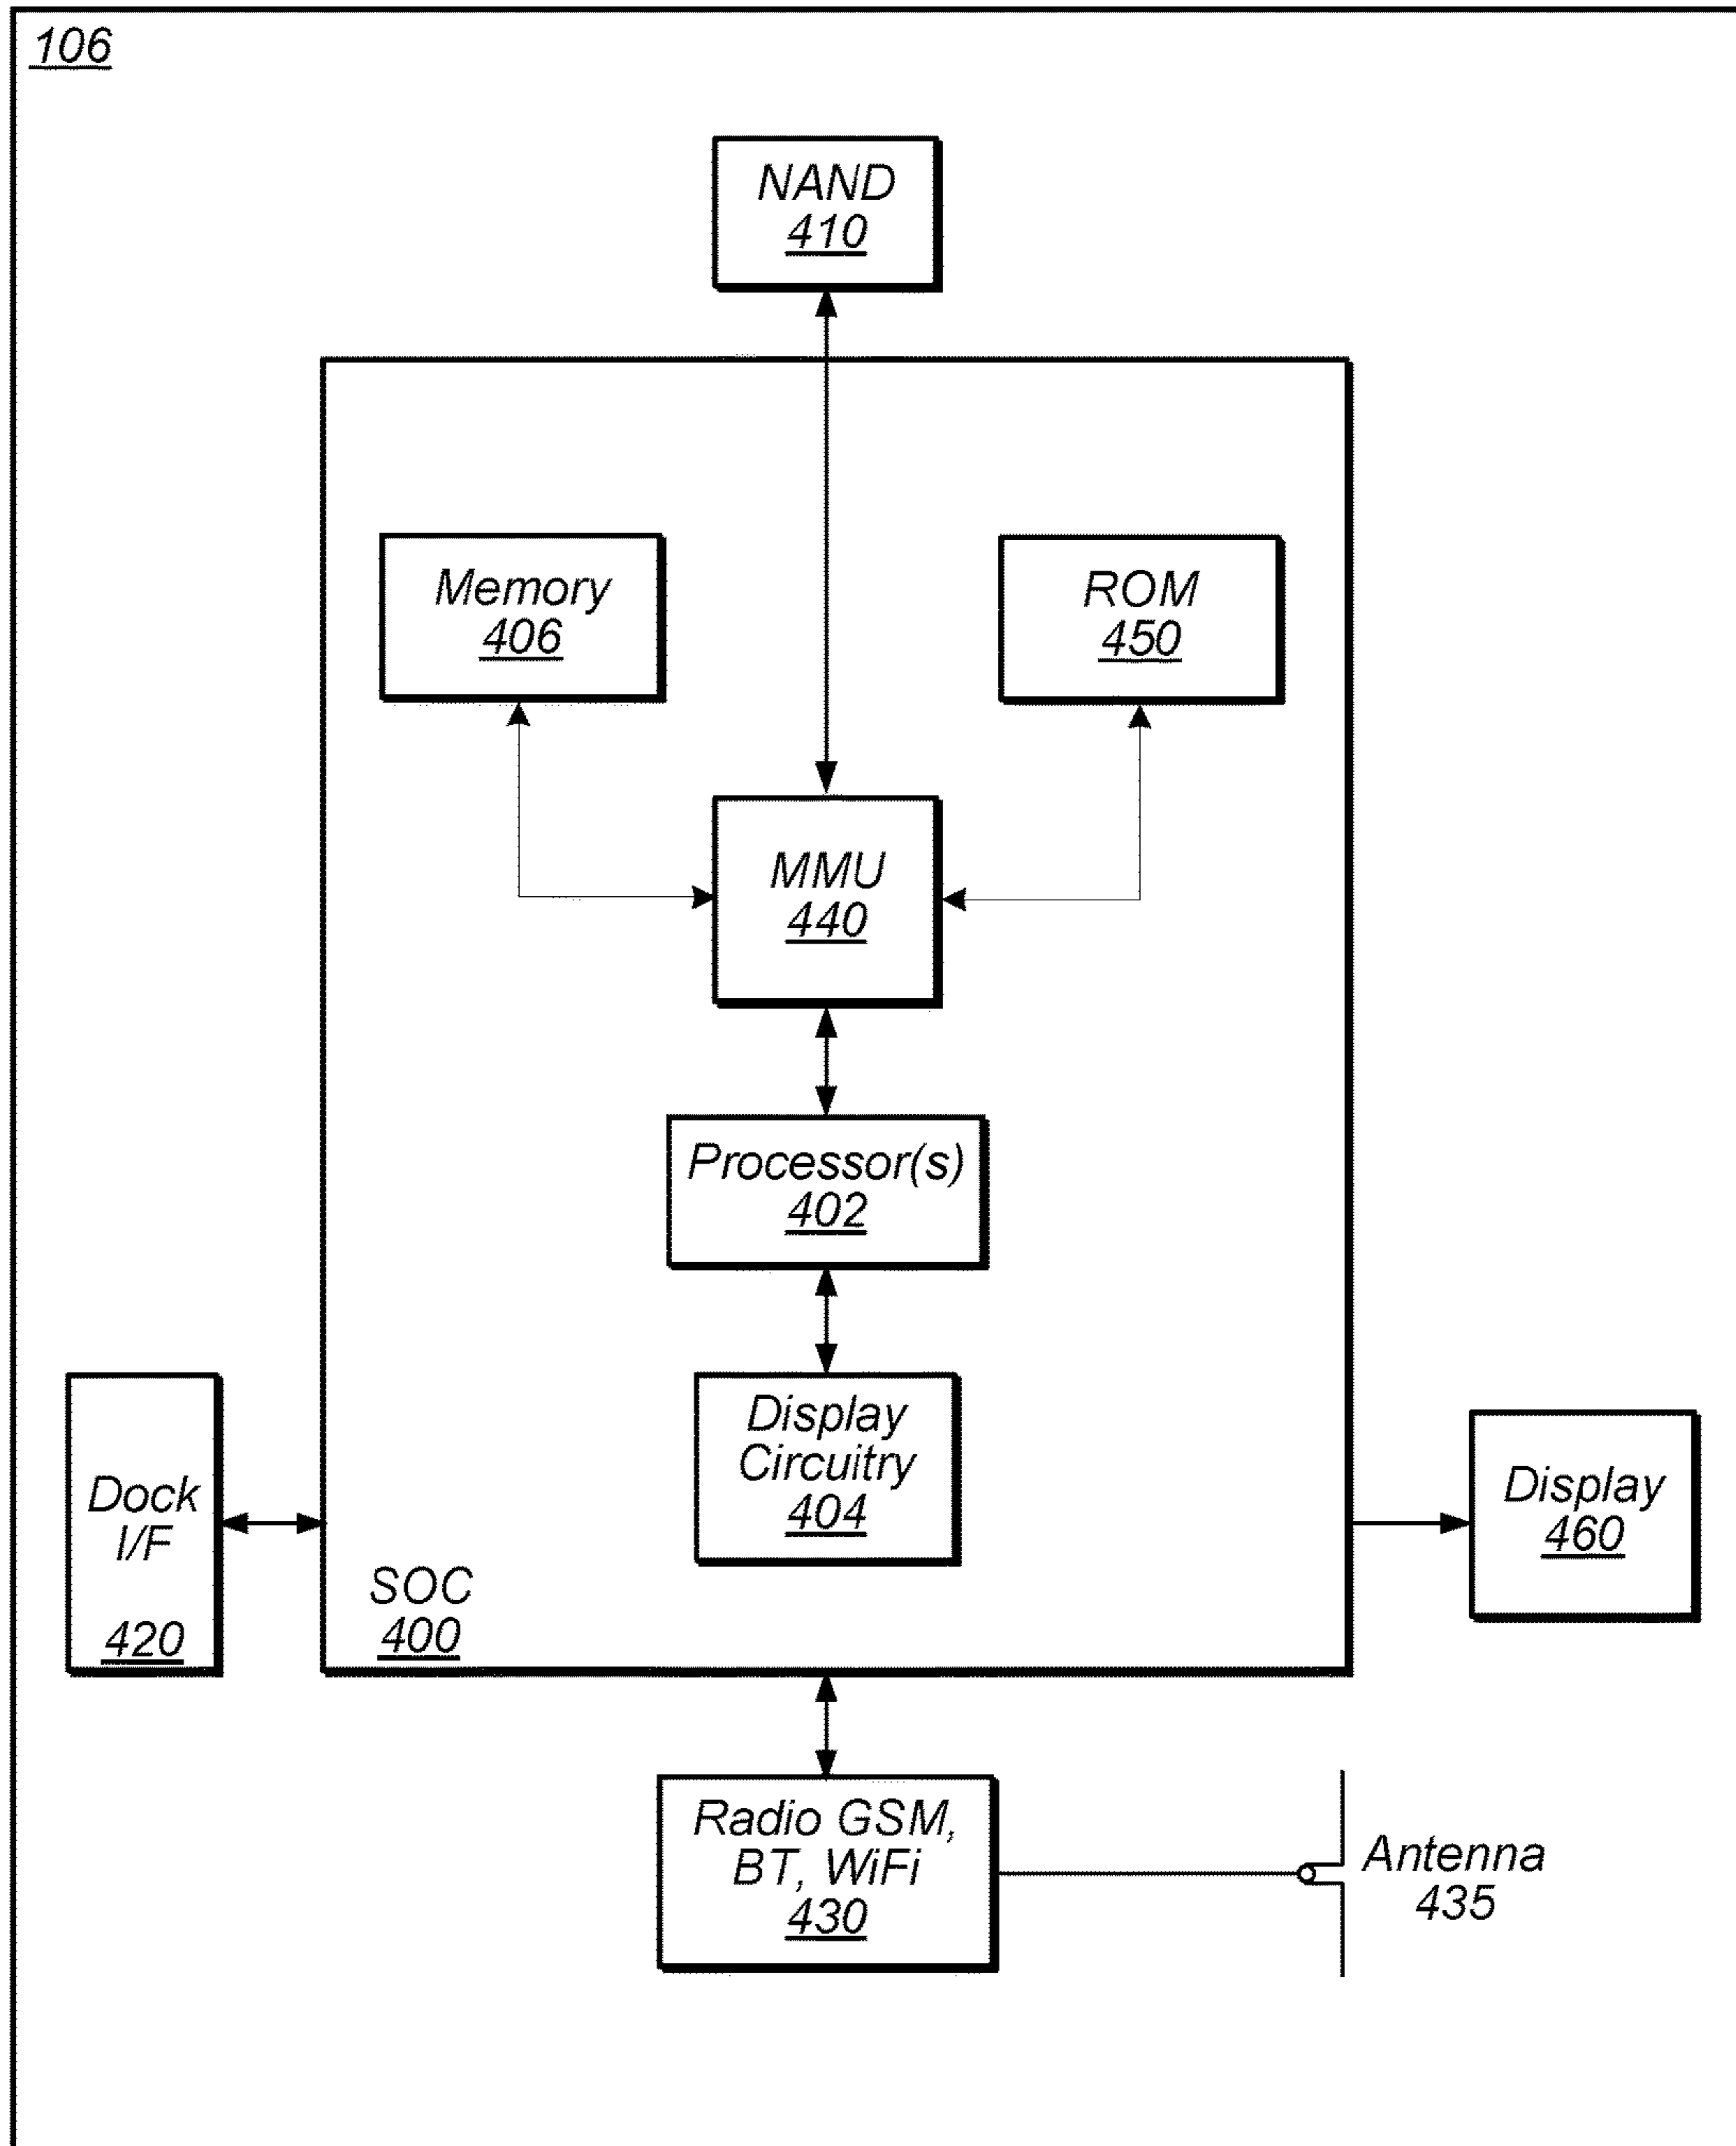 106
NAND
410
Memory
406
ROM
450
MMU
440
Processor(s)
402
Display
Circuitry
404
Dock
I/F
420
SOC
400
Display
460
Radio GSM,
BT, WiFi
430
Antenna
435